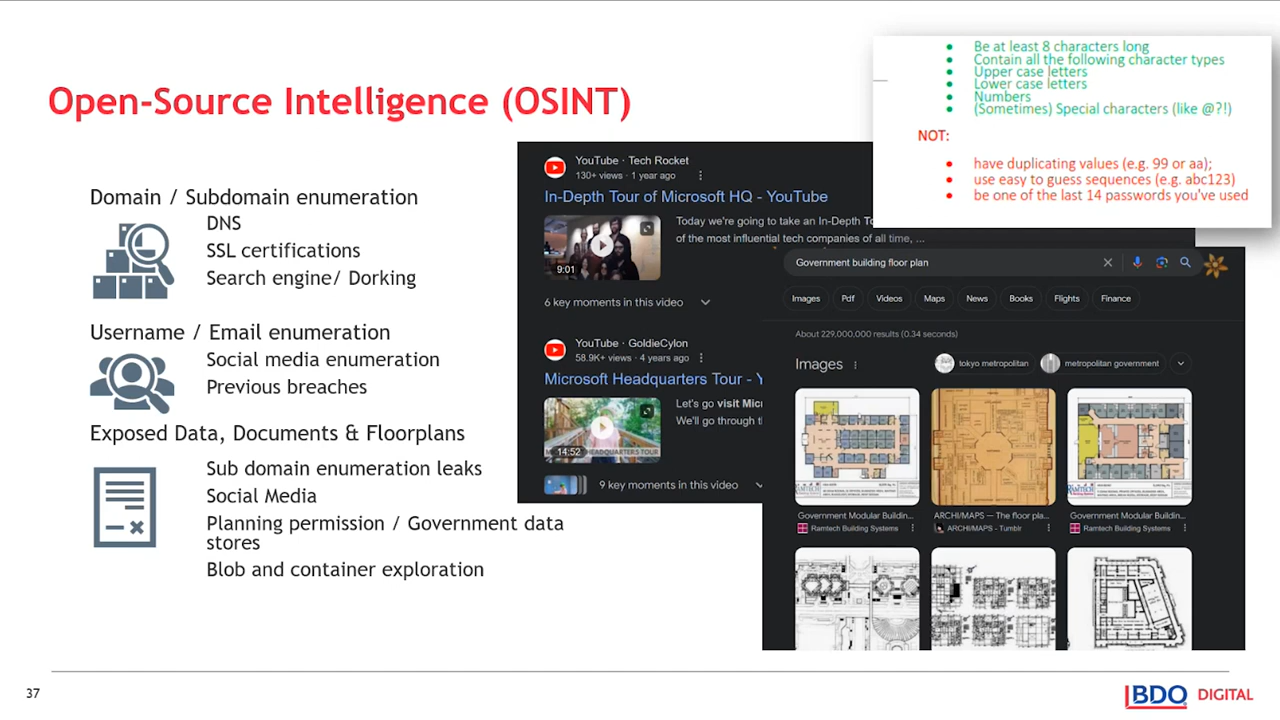 Open-Source Intelligence (OSINT)
Domain / Subdomain enumeration
DNS
SSL certifications
Search engine/ Dorking
Username / Email enumeration
Social media enumeration
Previous breaches
Exposed Data, Documents & Floorplans
Sub domain enumeration leaks
Social Media
Planning permission / Government data
stores
Blob and container exploration
YouTube · Tech Rocket
130+ views · 1 year ago
In-Depth Tour of Microsoft HQ - YouTube
9:01
Today we're going to take an In-Depth
of the most influential tech companies of all time, ...
6 key moments in this video
YouTube · GoldieCylon
58.9K+ views · 4 years ago
Microsoft Headquarters Tour -
14:52
HEADQUARTERS TOUR
Let's go visit
We'll go through
9 key moments in this video
• Be at least 8 characters long
• Contain all the following character types
• Upper case letters
• Lower case letters
• Numbers
• (Sometimes) Special characters (like @?!)
NOT:
• have duplicating values (e.g. 99 or aa);
• use easy to guess sequences (e.g. abc123)
• be one of the last 14 passwords you've used
Government building floor plan
Images Pdf Videos Maps News Books Flights Finance
About 229,000,000 results (0.34 seconds)
Images
tokyo metropolitan
metropolitan government
Government Modular Buildin...
Ramtech Building Systems
ARCHI/MAPS — The floor pla...
ARCHI/MAPS - Tumblr
Government Modular Buildin...
Ramtech Building Systems
37
BDO DIGITAL